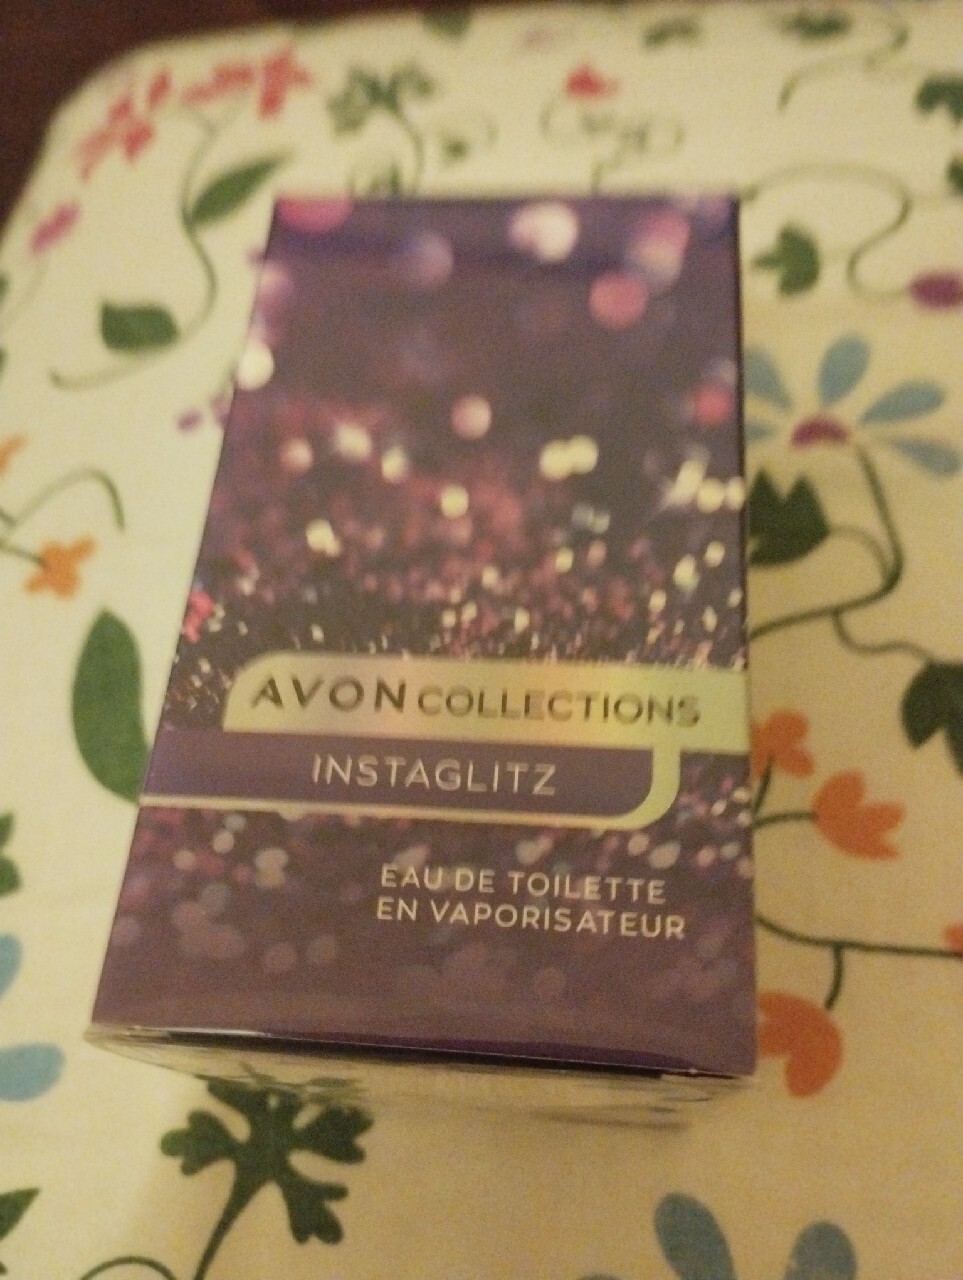 AVON COLLECTIONS
INSTAGLITZ
EAU DE TOILETTE
EN VAPORISATEUR